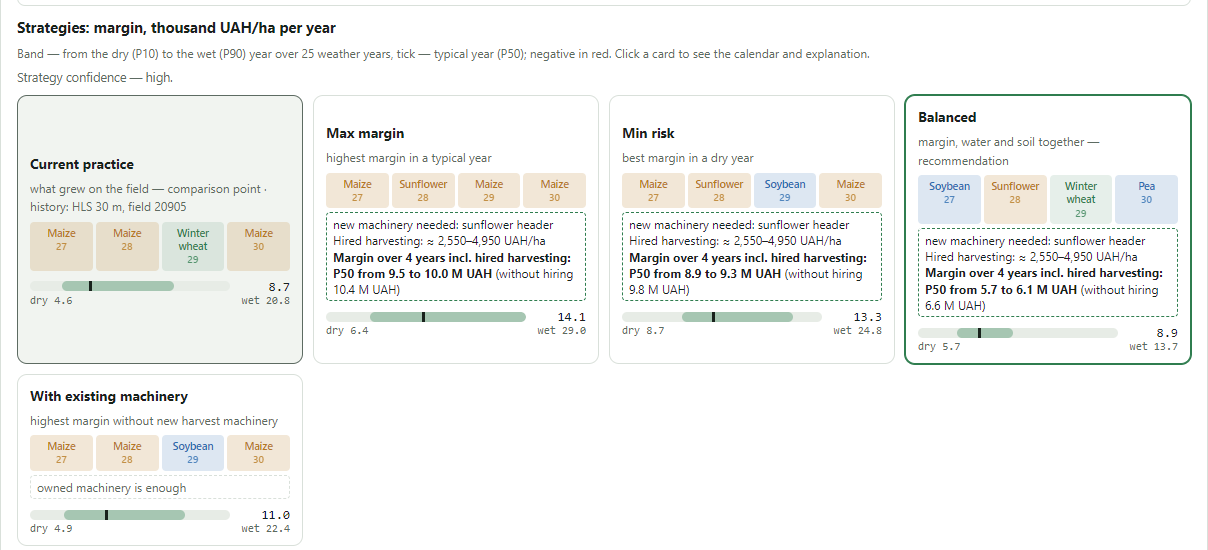 Strategies: margin, thousand UAH/ha per year
Band — from the dry (P10) to the wet (P90) year over 25 weather years, tick — typical year (P50); negative in red. Click a card to see the calendar and explanation.
Strategy confidence — high.
Current practice
what grew on the field — comparison point ·
history: HLS 30 m, field 20905
Maize
27
Maize
28
Winter
wheat
29
Maize
30
8.7
dry 4.6
wet 20.8
Max margin
highest margin in a typical year
Maize
27
Sunflower
28
Maize
29
Maize
30
new machinery needed: sunflower header
Hired harvesting: ≈ 2,550–4,950 UAH/ha
Margin over 4 years incl. hired harvesting:
P50 from 9.5 to 10.0 M UAH (without hiring
10.4 M UAH)
14.1
dry 6.4
wet 29.0
Min risk
best margin in a dry year
Maize
27
Sunflower
28
Soybean
29
Maize
30
new machinery needed: sunflower header
Hired harvesting: ≈ 2,550–4,950 UAH/ha
Margin over 4 years incl. hired harvesting:
P50 from 8.9 to 9.3 M UAH (without hiring
9.8 M UAH)
13.3
dry 8.7
wet 24.8
Balanced
margin, water and soil together —
recommendation
Soybean
27
Sunflower
28
Winter
wheat
29
Pea
30
new machinery needed: sunflower header
Hired harvesting: ≈ 2,550–4,950 UAH/ha
Margin over 4 years incl. hired harvesting:
P50 from 5.7 to 6.1 M UAH (without hiring
6.6 M UAH)
8.9
dry 5.7
wet 13.7
With existing machinery
highest margin without new harvest machinery
Maize
27
Maize
28
Soybean
29
Maize
30
owned machinery is enough
11.0
dry 4.9
wet 22.4